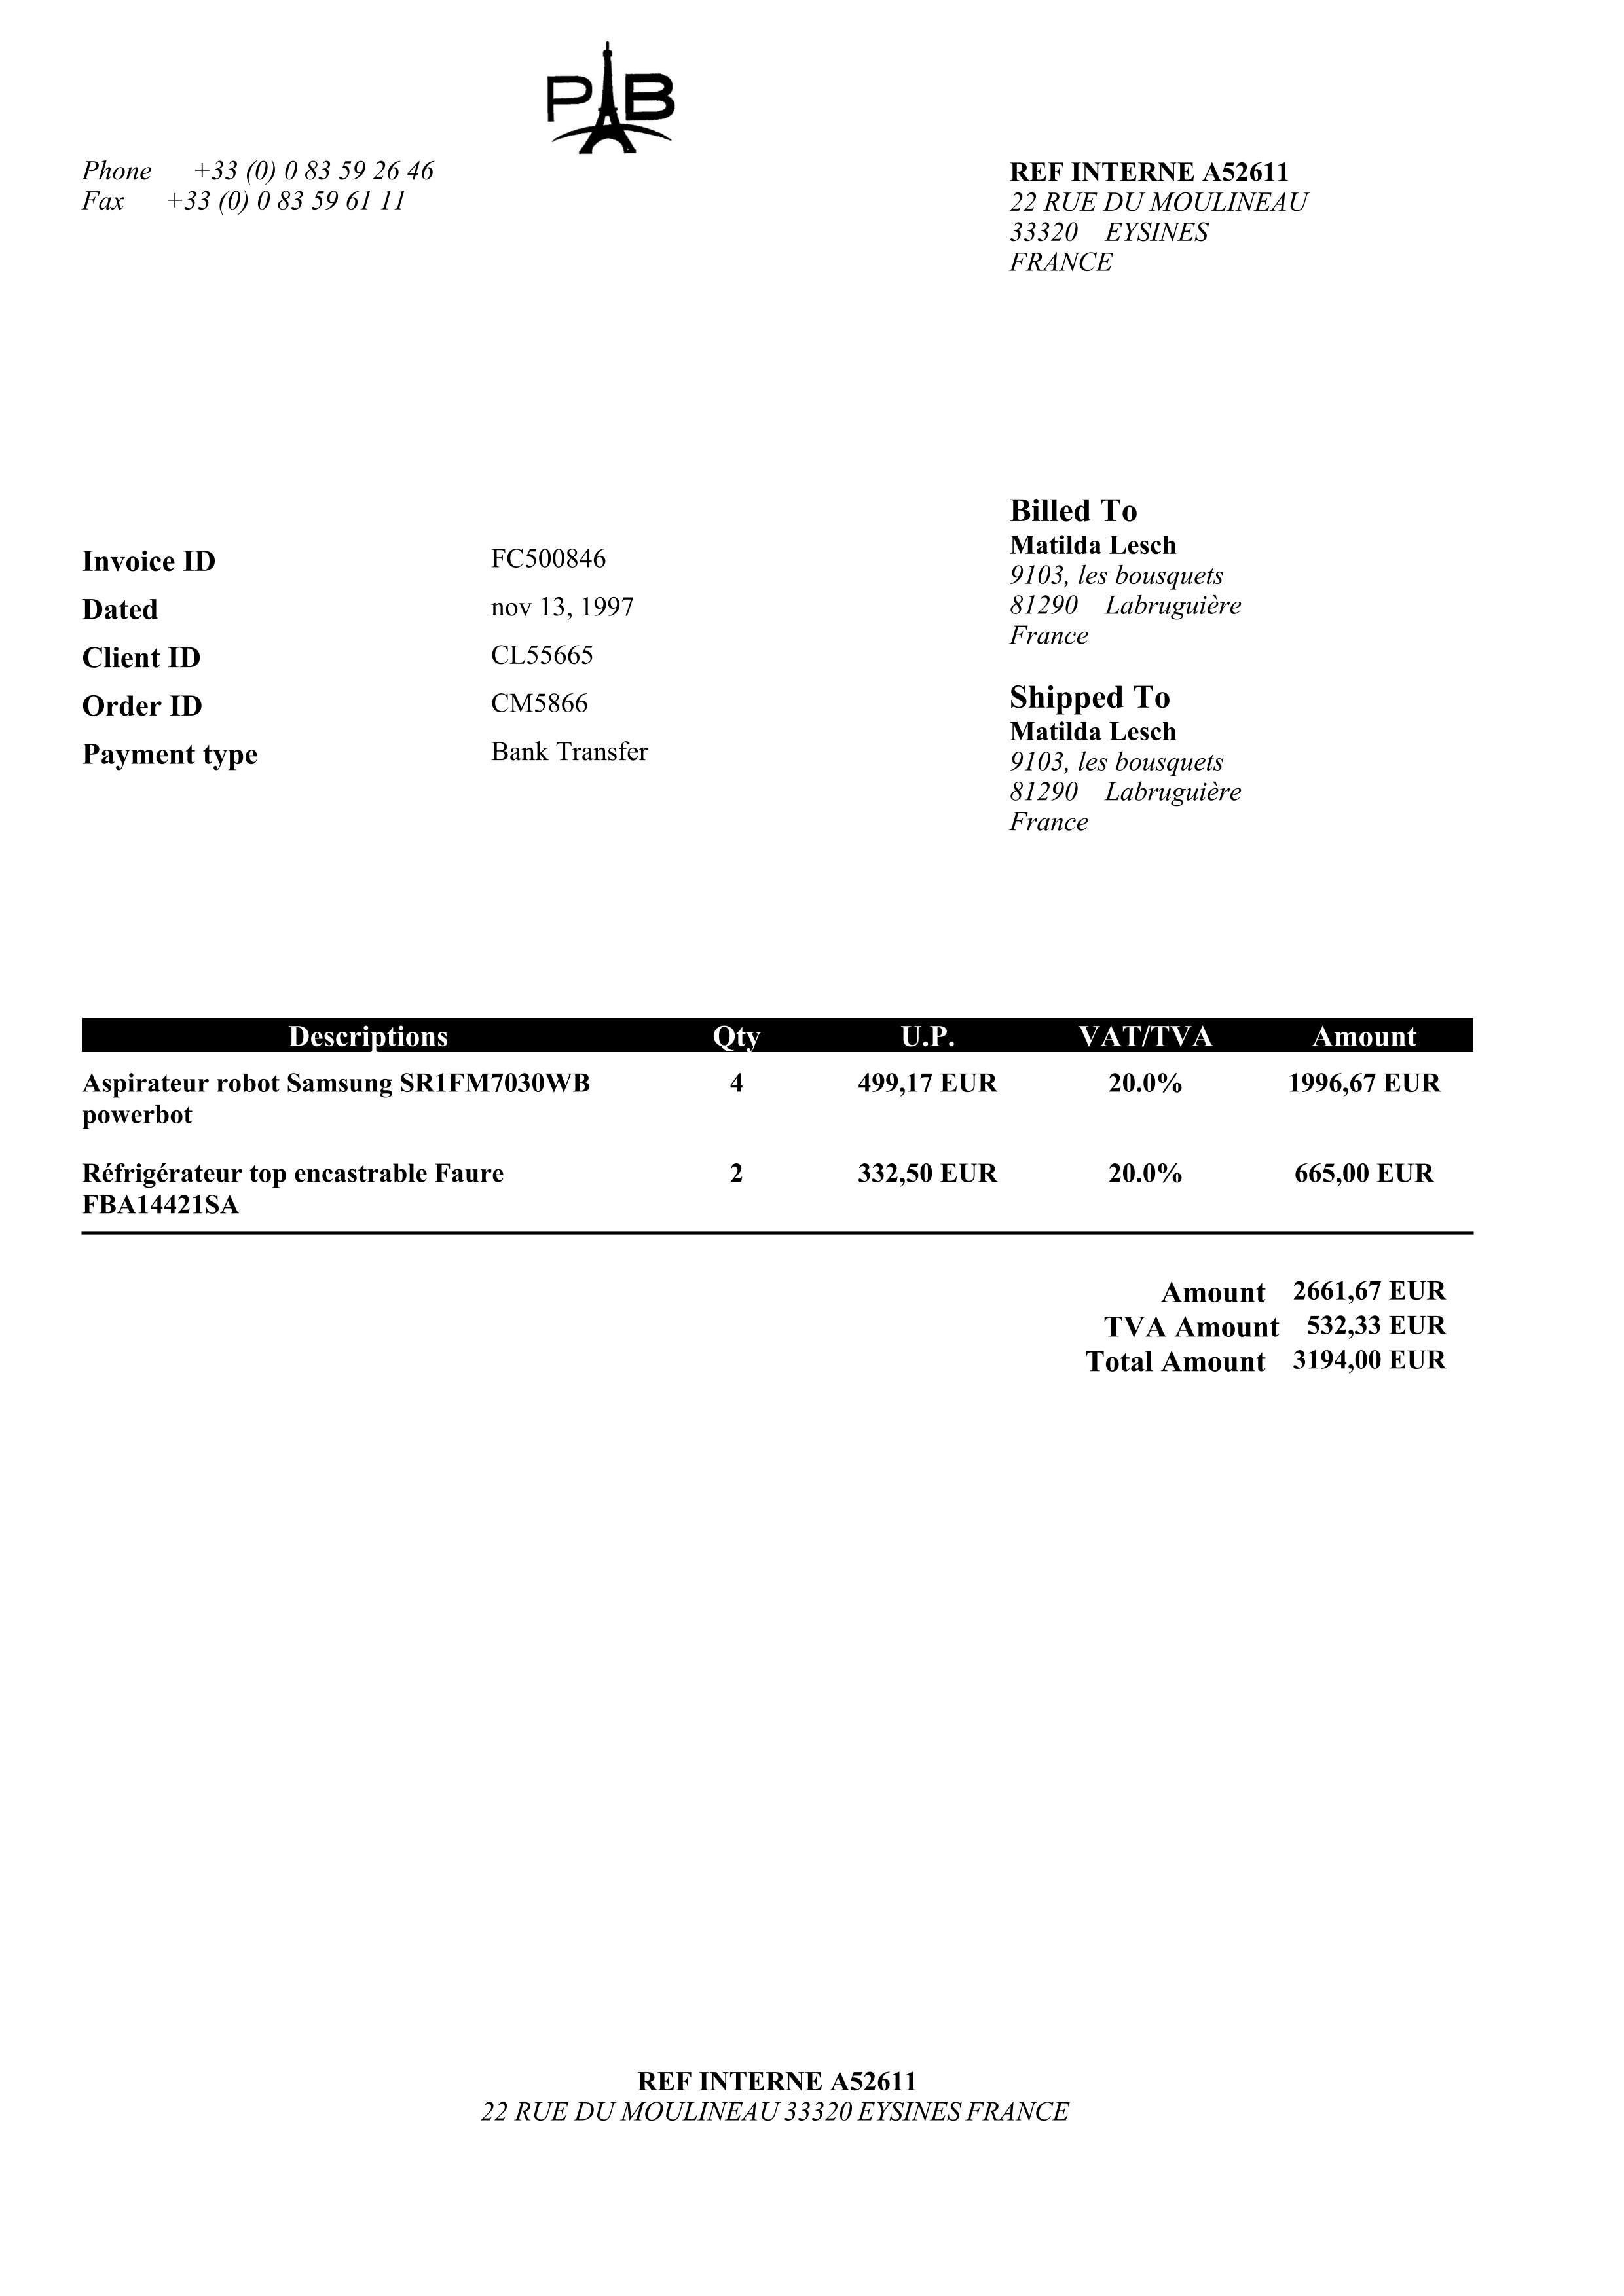 PB
Phone +33 (0) 0 83 59 26 46
Fax +33 (0) 0 83 59 61 11
REF INTERNE A52611
22 RUE DU MOULINEAU
33320 EYSINES
FRANCE
Invoice ID FC500846
Dated nov 13, 1997
Client ID CL55665
Order ID CM5866
Payment type Bank Transfer
Billed To
Matilda Lesch
9103, les bousquets
81290 Labruguière
France
Shipped To
Matilda Lesch
9103, les bousquets
81290 Labruguière
France
Descriptions Qty U.P. VAT/TVA Amount
Aspirateur robot Samsung SR1FM7030WB 4 499,17 EUR 20.0% 1996,67 EUR
powerbot
Réfrigérateur top encastrable Faure 2 332,50 EUR 20.0% 665,00 EUR
FBA14421SA
Amount 2661,67 EUR
TVA Amount 532,33 EUR
Total Amount 3194,00 EUR
REF INTERNE A52611
22 RUE DU MOULINEAU 33320 EYSINES FRANCE